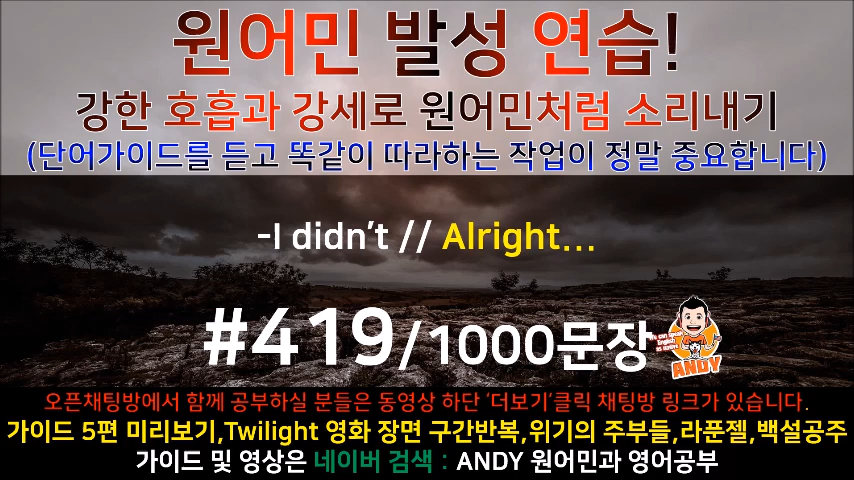 원어민 발성 연습!
강한 호흡과 강세로 원어민처럼 소리내기
(단어가이드를 듣고 똑같이 따라하는 작업이 정말 중요합니다)
-I didn't // Alright...
#419/1000문장
We can speak
English
as native
ANDY
오픈채팅방에서 함께 공부하실 분들은 동영상 하단 '더보기'클릭 채팅방 링크가 있습니다.
가이드 5편 미리보기,Twilight 영화 장면 구간반복,위기의 주부들,라푼젤,백설공주
가이드 및 영상은 네이버 검색 : ANDY 원어민과 영어공부